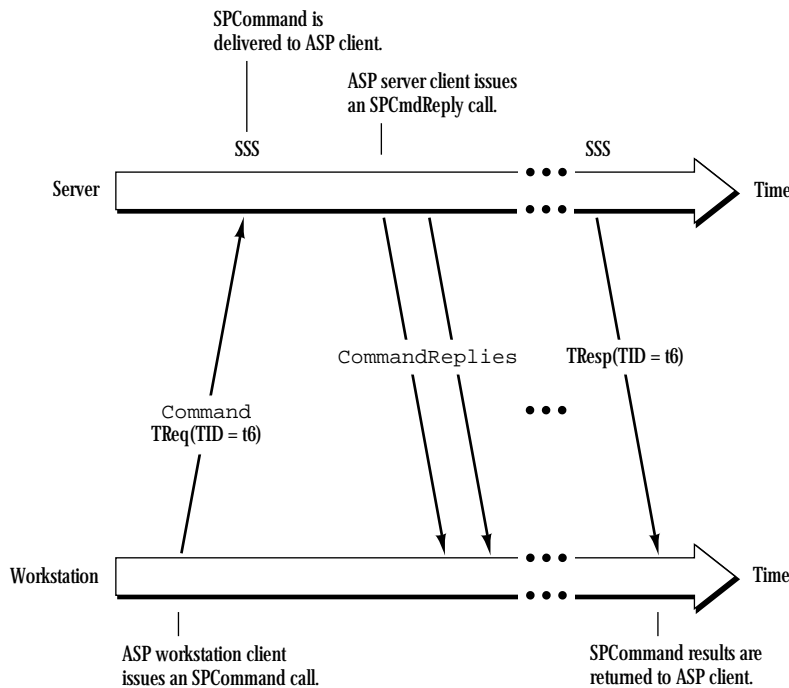 SPCommand is
delivered to ASP client.
ASP server client issues
an SPCmdReply call.
SSS
SSS
Server
Time
CommandReplies
TResp(TID = t6)
Command
TReq(TID = t6)
Workstation
Time
ASP workstation client
issues an SPCommand call.
SPCommand results are
returned to ASP client.